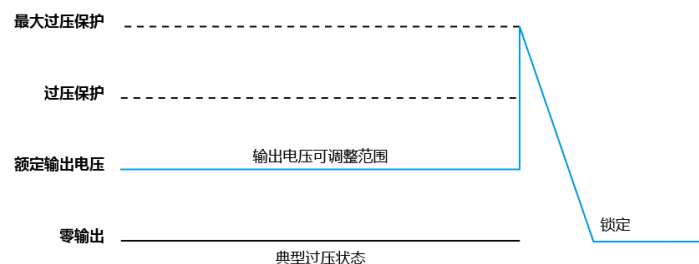 最大过压保护
过压保护
额定输出电压
输出电压可调整范围
零输出
锁定
典型过压状态